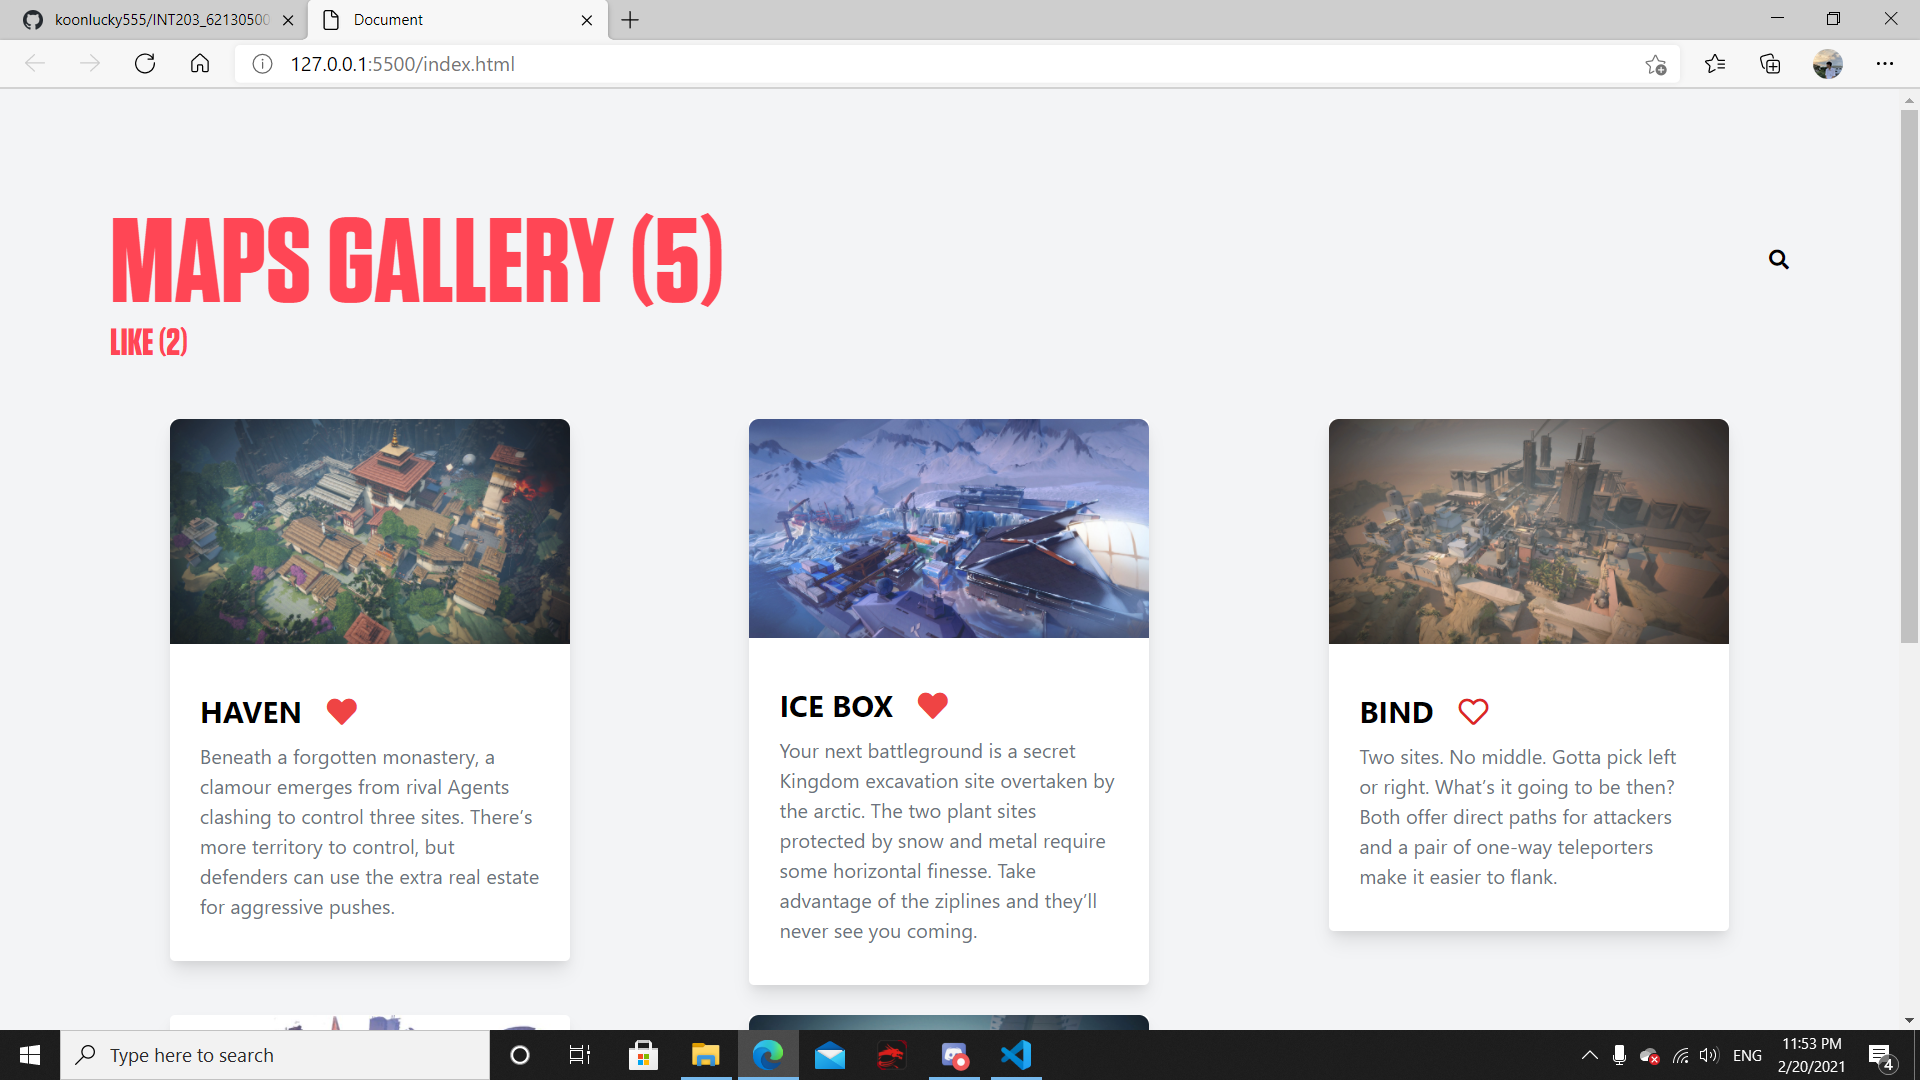 koonlucky555/INT203_62130500
Document
127.0.0.1:5500/index.html
MAPS GALLERY (5)
LIKE (2)
HAVEN
Beneath a forgotten monastery, a
clamour emerges from rival Agents
clashing to control three sites. There’s
more territory to control, but
defenders can use the extra real estate
for aggressive pushes.
ICE BOX
Your next battleground is a secret
Kingdom excavation site overtaken by
the arctic. The two plant sites
protected by snow and metal require
some horizontal finesse. Take
advantage of the ziplines and they’ll
never see you coming.
BIND
Two sites. No middle. Gotta pick left
or right. What’s it going to be then?
Both offer direct paths for attackers
and a pair of one-way teleporters
make it easier to flank.
Type here to search
ENG
11:53 PM
2/20/2021
4